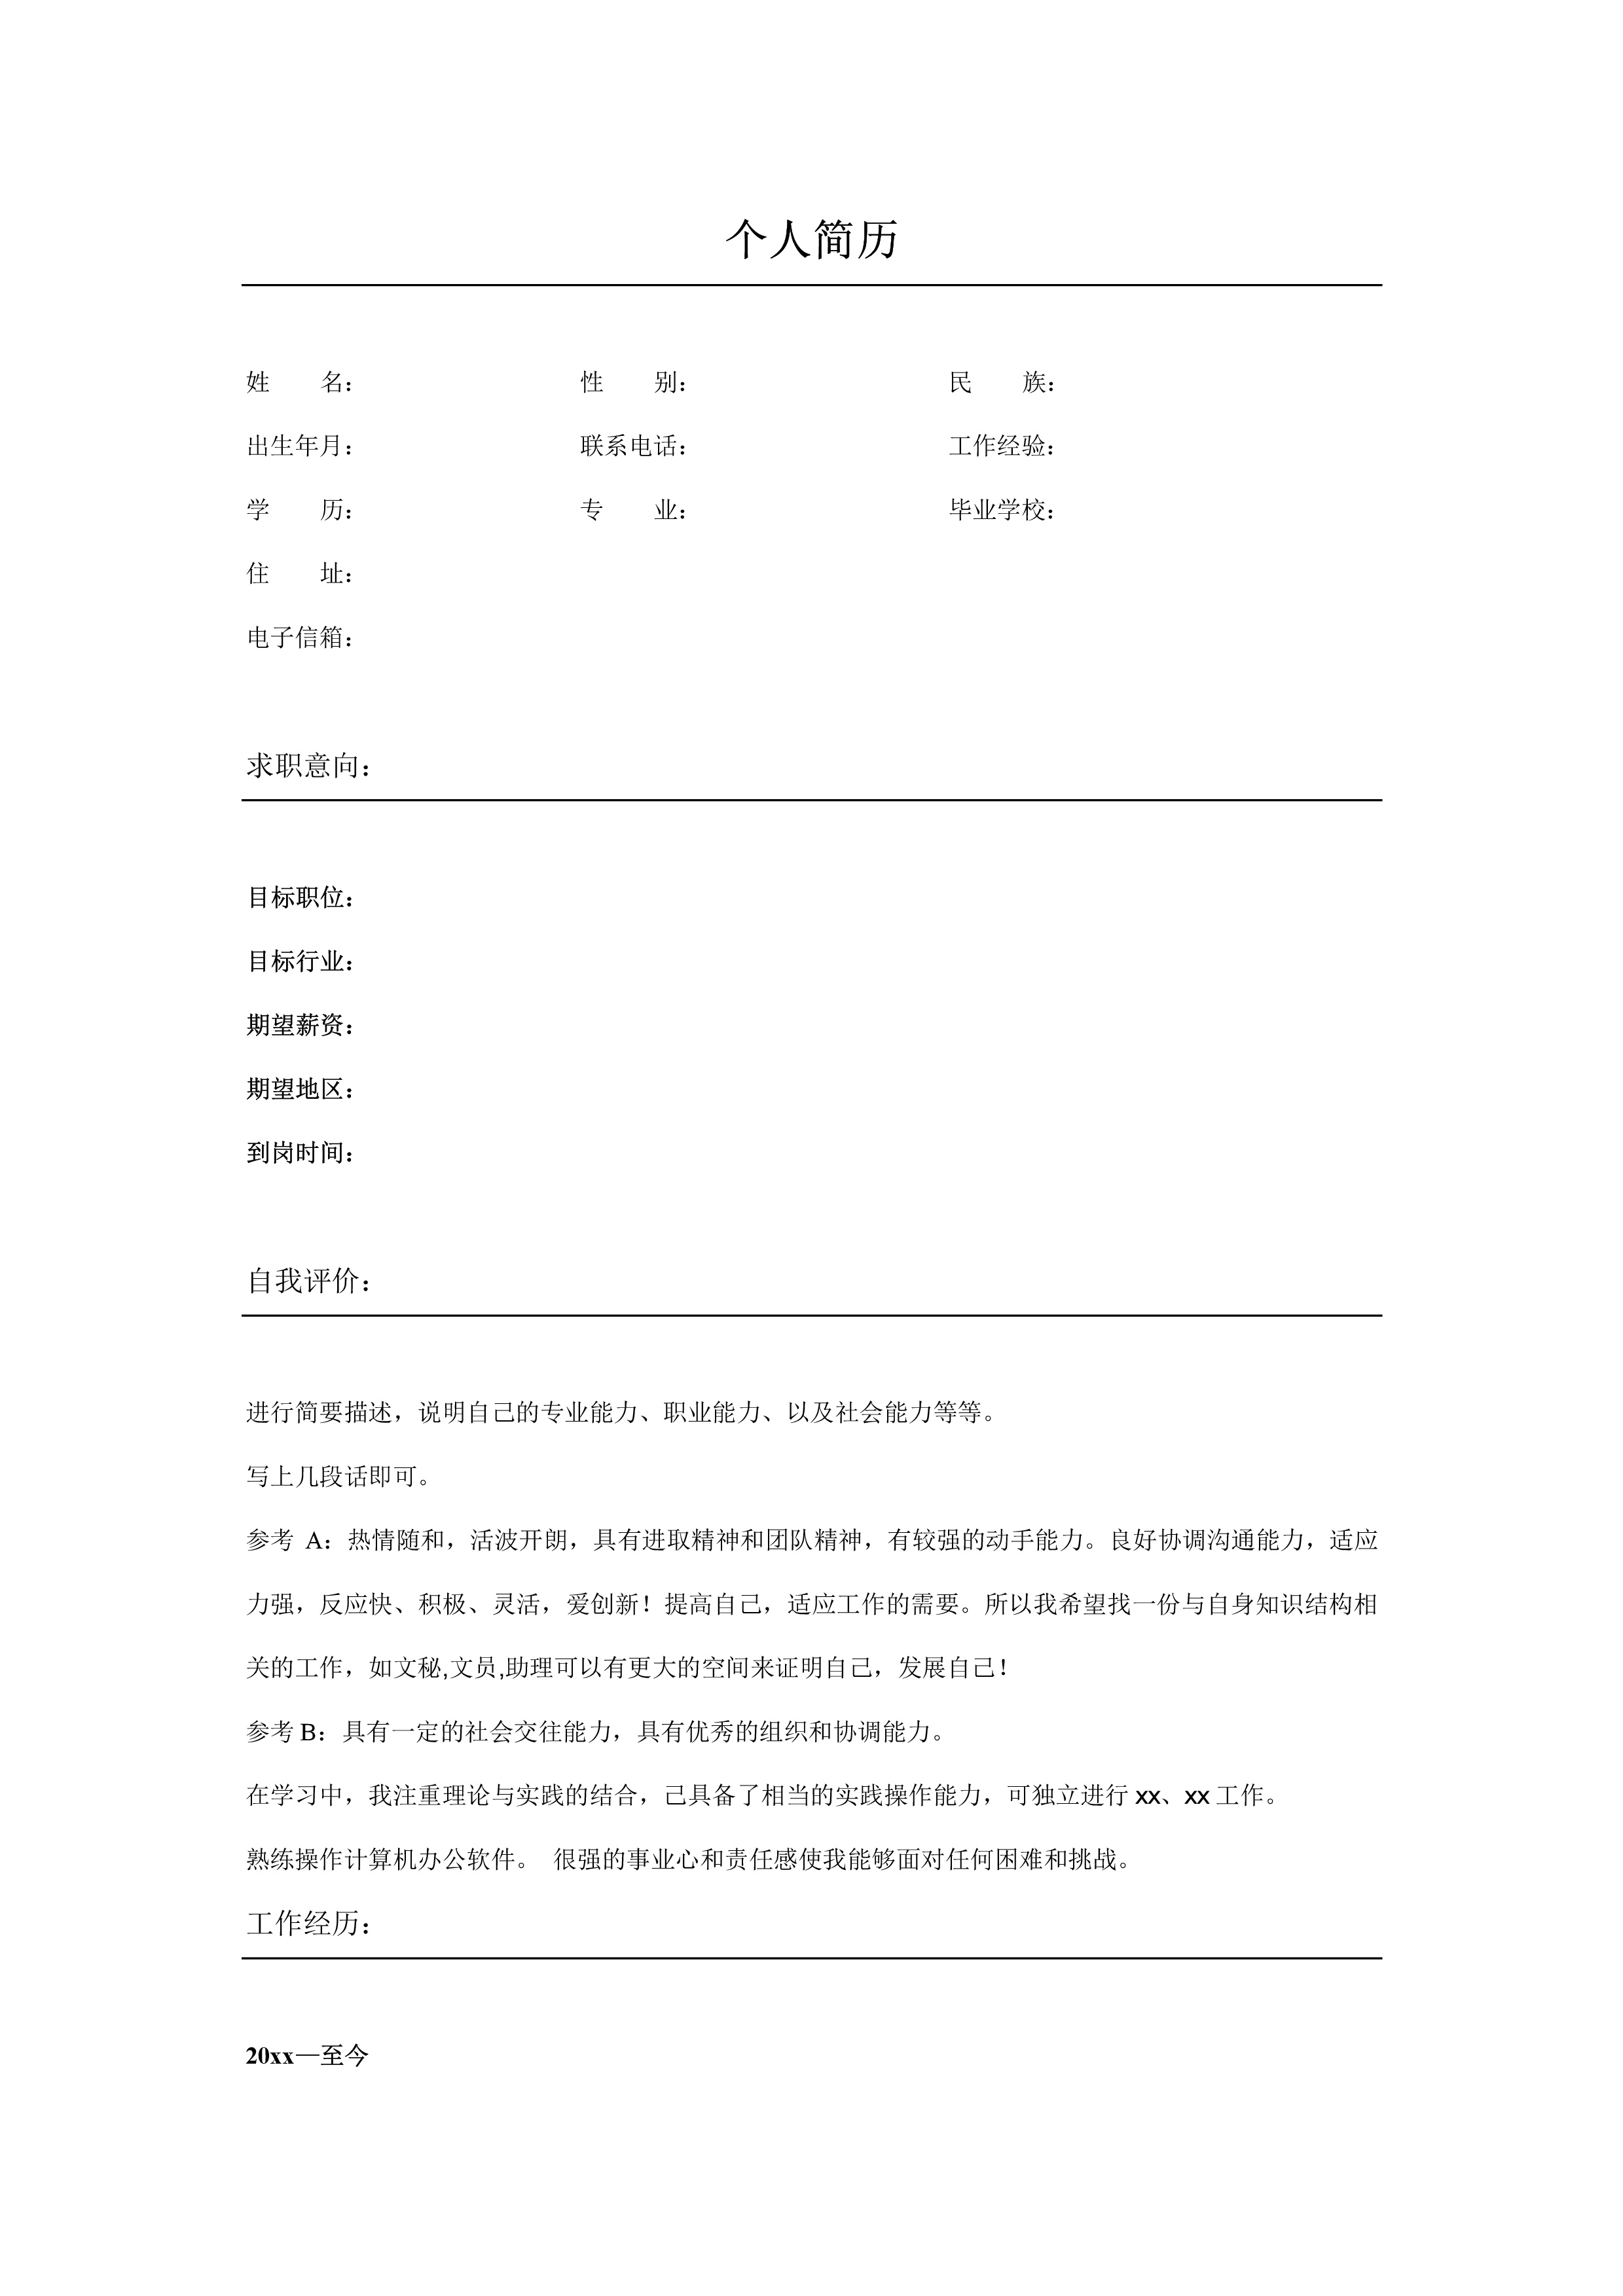 个人简历
姓　　名： 性　　别： 民　　族：
出生年月： 联系电话： 工作经验：
学　　历： 专　　业： 毕业学校：
住　　址：
电子信箱：
求职意向：
目标职位：
目标行业：
期望薪资：
期望地区：
到岗时间：
自我评价：
进行简要描述，说明自己的专业能力、职业能力、以及社会能力等等。
写上几段话即可。
参考 A：热情随和，活波开朗，具有进取精神和团队精神，有较强的动手能力。良好协调沟通能力，适应
力强，反应快、积极、灵活，爱创新！提高自己，适应工作的需要。所以我希望找一份与自身知识结构相
关的工作，如文秘,文员,助理可以有更大的空间来证明自己，发展自己！
参考 B：具有一定的社会交往能力，具有优秀的组织和协调能力。
在学习中，我注重理论与实践的结合，己具备了相当的实践操作能力，可独立进行 xx、xx 工作。
熟练操作计算机办公软件。 很强的事业心和责任感使我能够面对任何困难和挑战。
工作经历：
20xx—至今